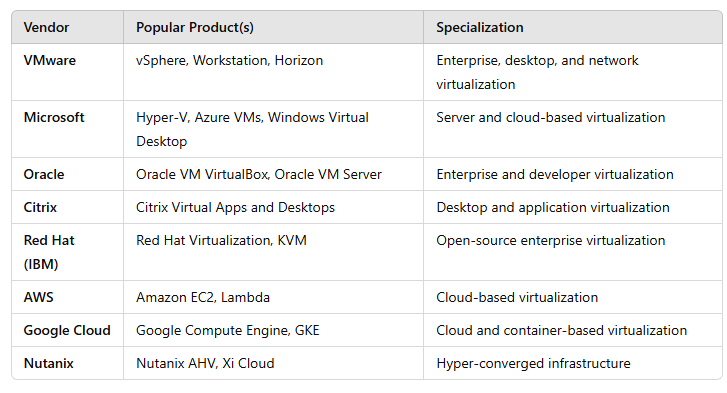 Vendor Popular Product(s) Specialization
VMware vSphere, Workstation, Horizon Enterprise, desktop, and network
virtualization
Microsoft Hyper-V, Azure VMs, Windows Virtual Server and cloud-based virtualization
Desktop
Oracle Oracle VM VirtualBox, Oracle VM Server Enterprise and developer virtualization
Citrix Citrix Virtual Apps and Desktops Desktop and application virtualization
Red Hat Red Hat Virtualization, KVM Open-source enterprise virtualization
(IBM)
AWS Amazon EC2, Lambda Cloud-based virtualization
Google Cloud Google Compute Engine, GKE Cloud and container-based virtualization
Nutanix Nutanix AHV, Xi Cloud Hyper-converged infrastructure